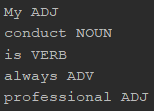 My ADJ
conduct NOUN
is VERB
always ADV
professional ADJ